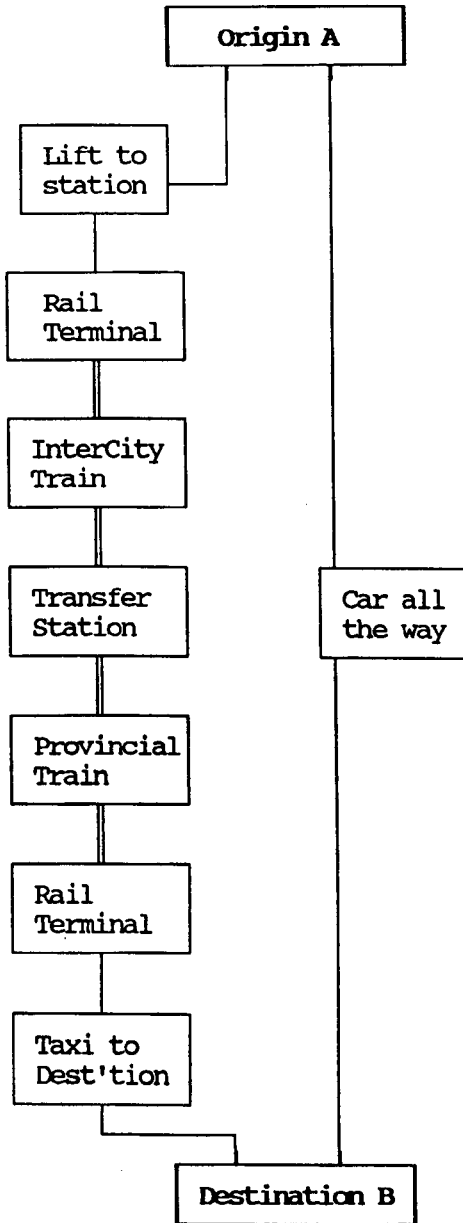 Origin A
Lift to
station
Rail
Terminal
InterCity
Train
Transfer
Station
Car all
the way
Provincial
Train
Rail
Terminal
Taxi to
Dest'tion
Destination B